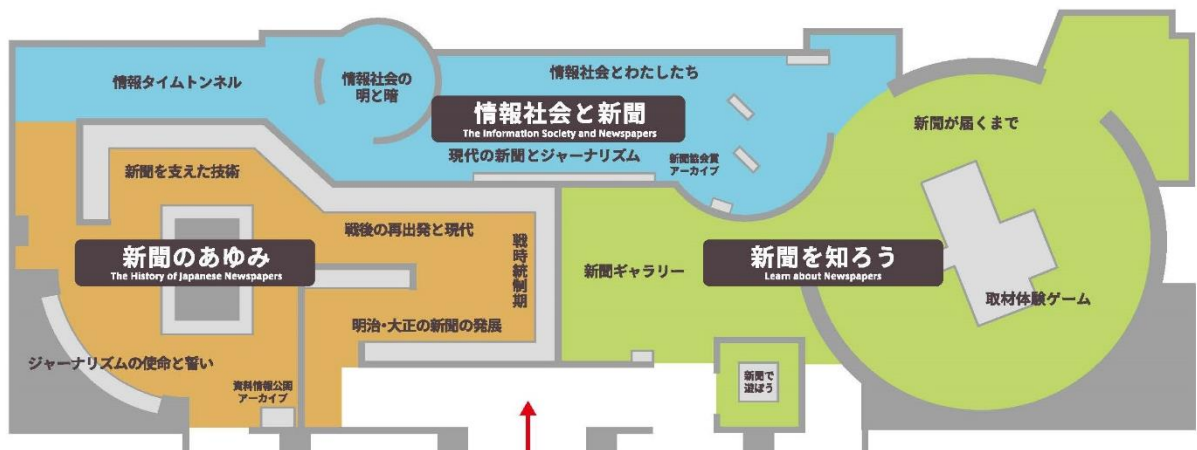 情報タイムトンネル
情報社会の
明と暗
情報社会とわたしたち
情報社会と新聞
The Information Society and Newspapers
現代の新聞とジャーナリズム
新聞協会賞
アーカイブ
新聞が届くまで
新聞を支えた技術
戦後の再出発と現代
戦時統制期
新聞のあゆみ
The History of Japanese Newspapers
明治・大正の新聞の発展
ジャーナリズムの使命と誓い
資料情報公開
アーカイブ
新聞ギャラリー
新聞を知ろう
Learn about Newspapers
取材体験ゲーム
新聞で
遊ぼう